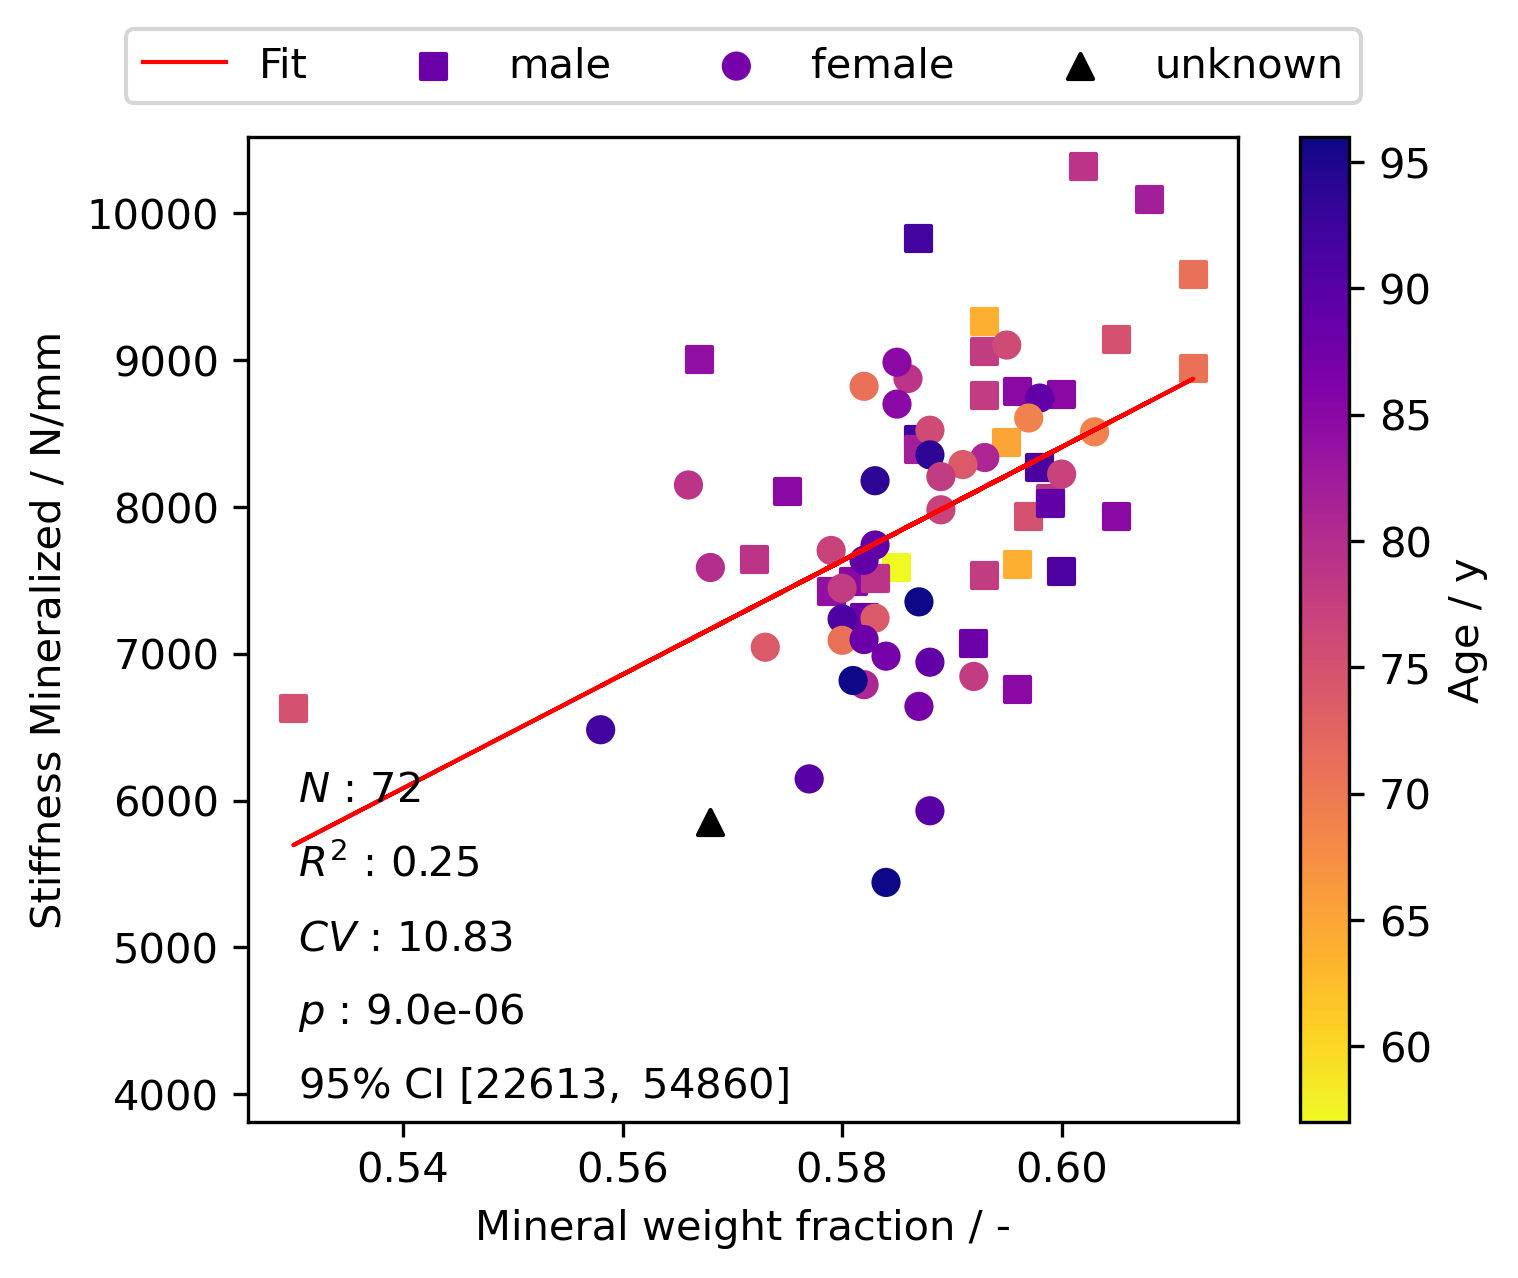 Fit male female unknown
10000
9000
8000
7000
6000
5000
4000
Stiffness Mineralized / N/mm
N : 72
R² : 0.25
CV : 10.83
p : 9.0e-06
95% CI [22613, 54860]
0.54 0.56 0.58 0.60
Mineral weight fraction / -
95
90
85
80
75
70
65
60
Age / y